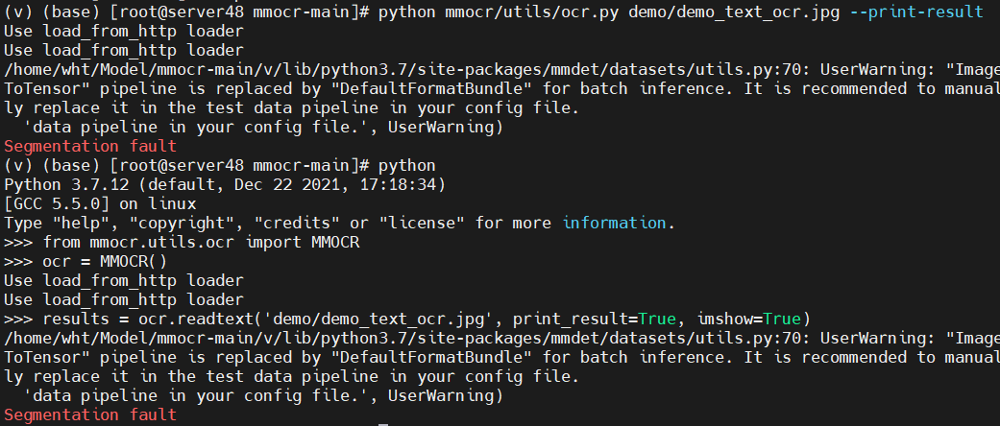 (v) (base) [root@server48 mmocr-main]# python mmocr/utils/ocr.py demo/demo_text_ocr.jpg --print-result
Use load_from_http loader
Use load_from_http loader
/home/wht/Model/mmocr-main/v/lib/python3.7/site-packages/mmdet/datasets/utils.py:70: UserWarning: "Image
ToTensor" pipeline is replaced by "DefaultFormatBundle" for batch inference. It is recommended to manual
ly replace it in the test data pipeline in your config file.
  'data pipeline in your config file.', UserWarning)
Segmentation fault
(v) (base) [root@server48 mmocr-main]# python
Python 3.7.12 (default, Dec 22 2021, 17:18:34)
[GCC 5.5.0] on linux
Type "help", "copyright", "credits" or "license" for more information.
>>> from mmocr.utils.ocr import MMOCR
>>> ocr = MMOCR()
Use load_from_http loader
Use load_from_http loader
>>> results = ocr.readtext('demo/demo_text_ocr.jpg', print_result=True, imshow=True)
/home/wht/Model/mmocr-main/v/lib/python3.7/site-packages/mmdet/datasets/utils.py:70: UserWarning: "Image
ToTensor" pipeline is replaced by "DefaultFormatBundle" for batch inference. It is recommended to manual
ly replace it in the test data pipeline in your config file.
  'data pipeline in your config file.', UserWarning)
Segmentation fault